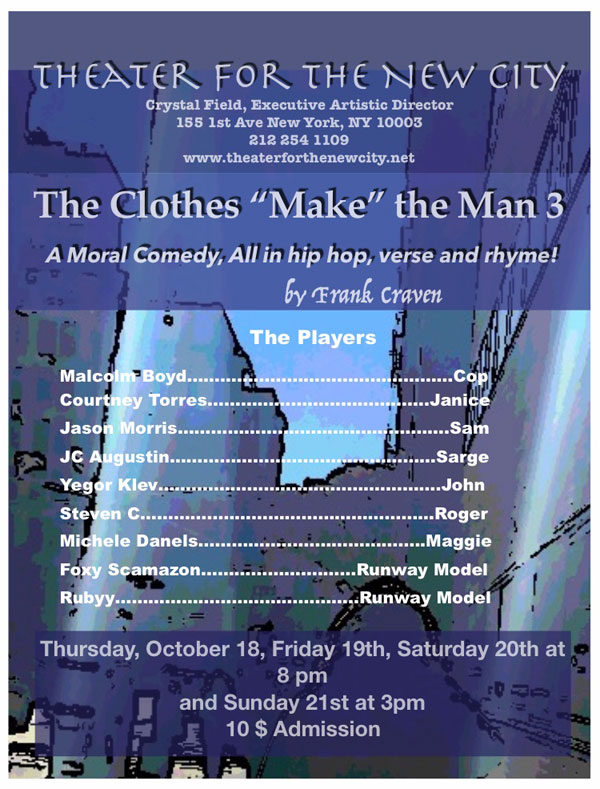 THEATER FOR THE NEW CITY
Crystal Field, Executive Artistic Director
155 1st Ave New York, NY 10003
212 254 1109
www.theaterforthenewcity.net
The Clothes “Make” the Man 3
A Moral Comedy, All in hip hop, verse and rhyme!
by Frank Craven
The Players
Malcolm Boyd................................................Cop
Courtney Torres........................................Janice
Jason Morris.................................................Sam
JC Augustin................................................Sarge
Yegor Klev...................................................John
Steven C.....................................................Roger
Michele Danels.........................................Maggie
Foxy Scamazon............................Runway Model
Rubyy............................................Runway Model
Thursday, October 18, Friday 19th, Saturday 20th at
8 pm
and Sunday 21st at 3pm
10 $ Admission